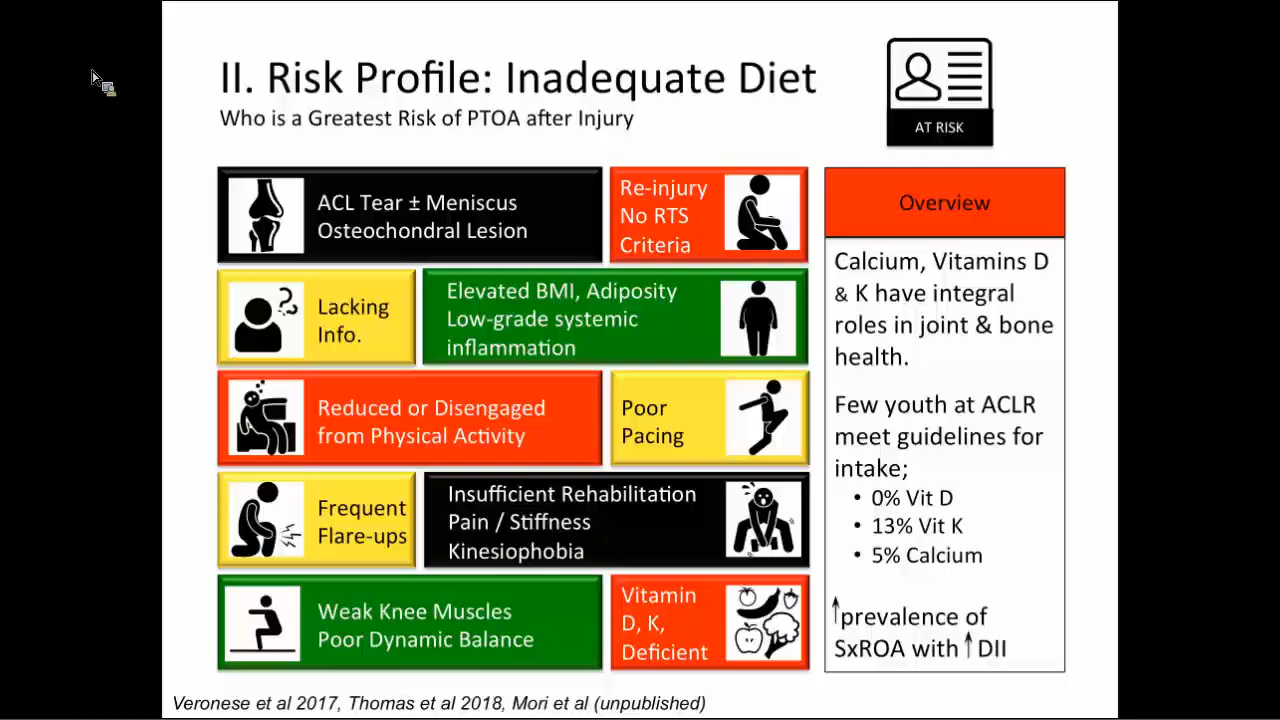 II. Risk Profile: Inadequate Diet
Who is a Greatest Risk of PTOA after Injury
AT RISK
ACL Tear ± Meniscus
Osteochondral Lesion
Re-injury
No RTS
Criteria
Lacking
Info.
Elevated BMI, Adiposity
Low-grade systemic
inflammation
Reduced or Disengaged
from Physical Activity
Poor
Pacing
Frequent
Flare-ups
Insufficient Rehabilitation
Pain / Stiffness
Kinesiophobia
Weak Knee Muscles
Poor Dynamic Balance
Vitamin
D, K,
Deficient
Overview
Calcium, Vitamins D
& K have integral
roles in joint & bone
health.
Few youth at ACLR
meet guidelines for
intake;
• 0% Vit D
• 13% Vit K
• 5% Calcium
↑prevalence of
SxROA with ↑DII
Veronese et al 2017, Thomas et al 2018, Mori et al (unpublished)